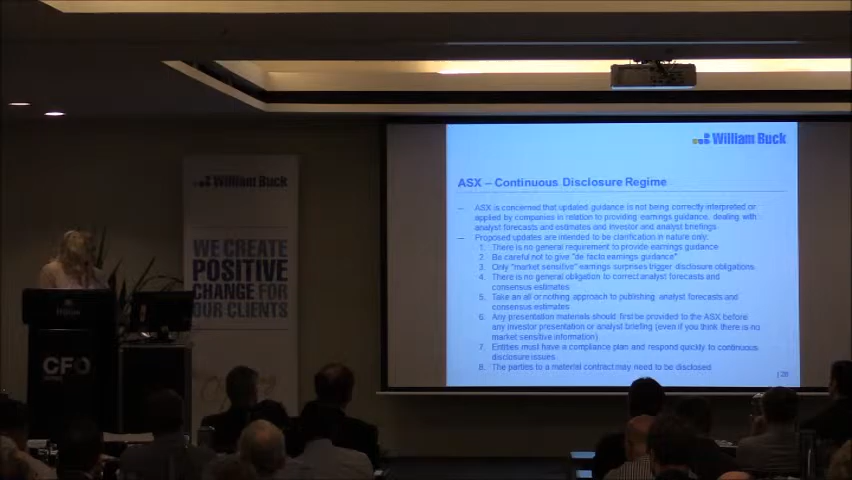 William Buck
ASX – Continuous Disclosure Regime
– ASX is concerned that updated guidance is not being correctly interpreted or
applied by companies in relation to providing earnings guidance, dealing with
analyst forecasts and estimates and investor and analyst briefings
– Proposed updates are intended to be clarification in nature only:
1. There is no general requirement to provide earnings guidance
2. Be careful not to give "de facto earnings guidance"
3. Only "market sensitive" earnings surprises trigger disclosure obligations.
4. There is no general obligation to correct analyst forecasts and
consensus estimates
5. Take an all or nothing approach to publishing analyst forecasts and
consensus estimates
6. Any presentation materials should first be provided to the ASX before
any investor presentation or analyst briefing (even if you think there is no
market sensitive information)
7. Entities must have a compliance plan and respond quickly to continuous
disclosure issues.
8. The parties to a material contract may need to be disclosed
| 28
William Buck
WE CREATE
POSITIVE
CHANGE FOR
OUR CLIENTS
Hilton
CFO